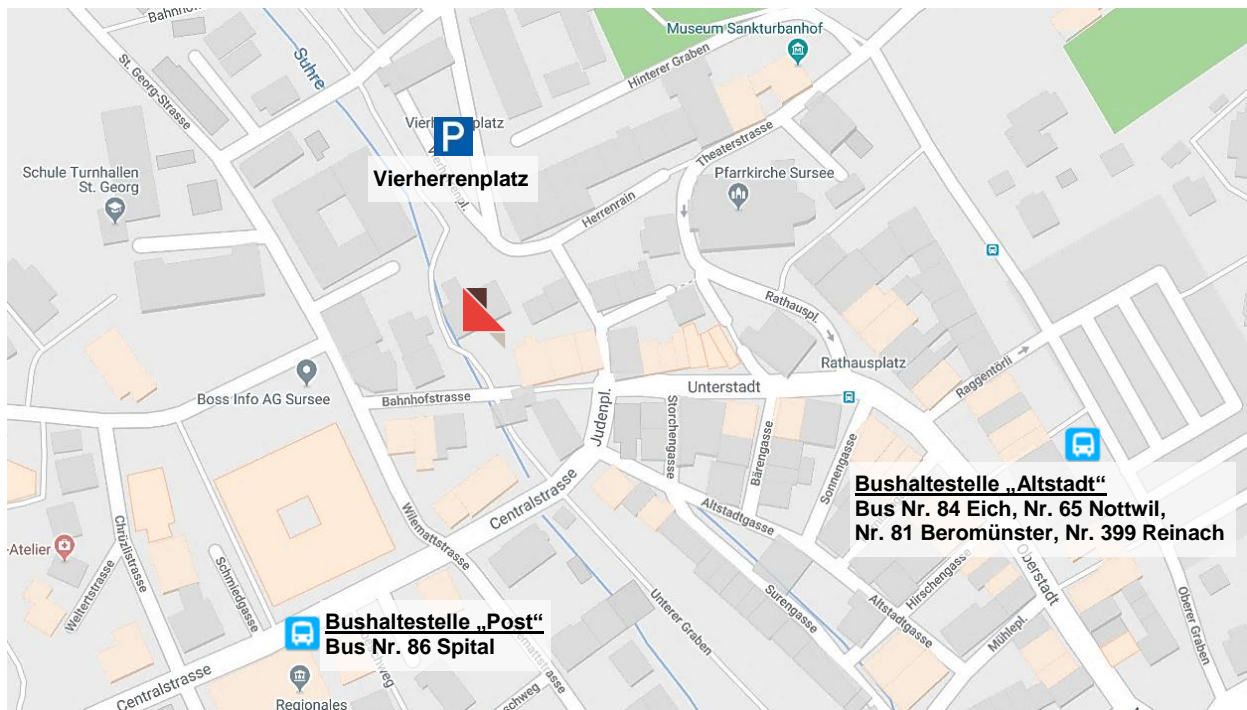 Bahnhof
Museum Sankturbanhof
St. Georg-Strasse
Suhre
Hinterer Graben
P
Vierherrenplatz
Theaterstrasse
Schule Turnhallen
St. Georg
Pfarrkirche Sursee
Herrenrain
Rathauspl.
Rathausplatz
Raggentörli
Boss Info AG Sursee
Bahnhofstrasse
Unterstadt
Judenpl.
Storchengasse
Bärengasse
Sonnengasse
Bushaltestelle „Altstadt“
Bus Nr. 84 Eich, Nr. 65 Nottwil,
Nr. 81 Beromünster, Nr. 399 Reinach
Centralstrasse
Altstadtgasse
Wilemattstrasse
Chrüzlistrasse
-Atelier
Weltertstrasse
Schmiedgasse
Hirschengasse
Oberstadt
Surengasse
Altstadtgasse
Unterer Graben
Mühlepl.
Oberer Graben
Bushaltestelle „Post“
Bus Nr. 86 Spital
Centralstrasse
Regionales